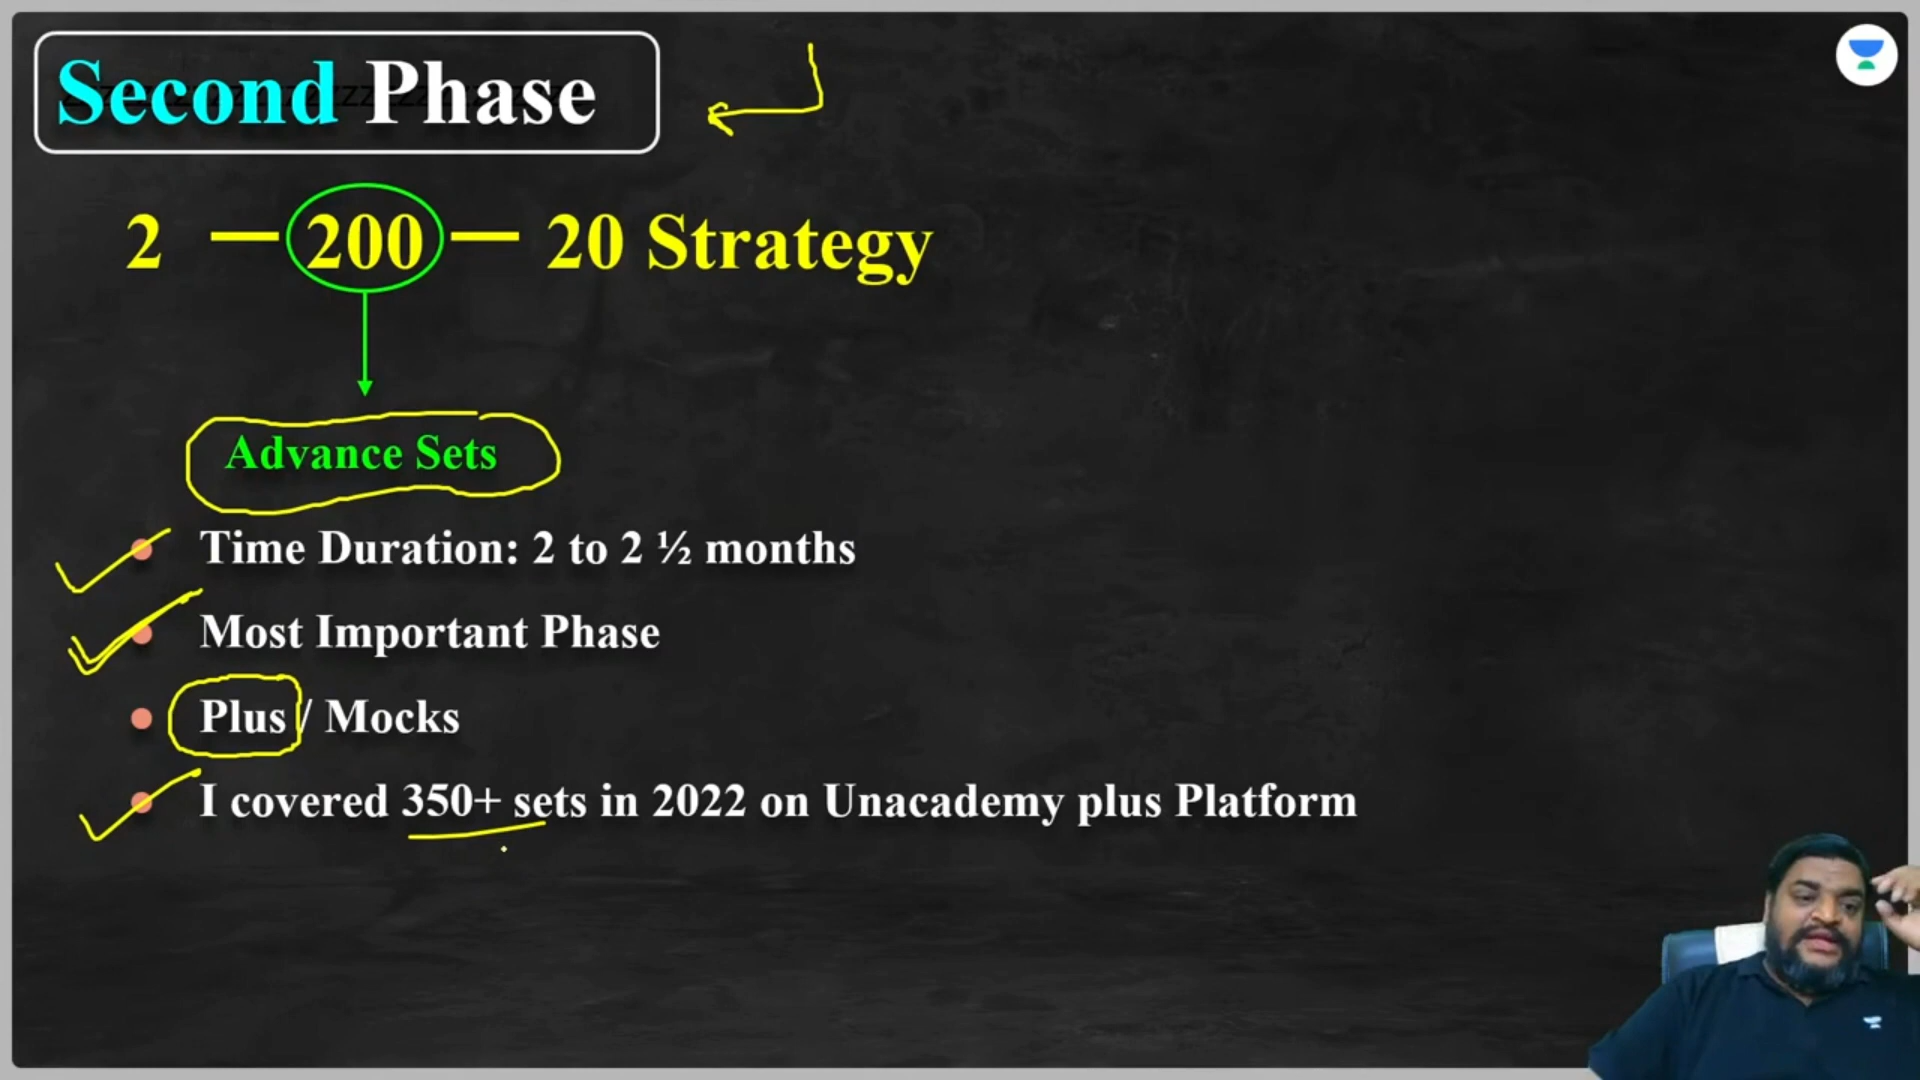 Second Phase
2 — 200 — 20 Strategy
Advance Sets
Time Duration: 2 to 2 ½ months
Most Important Phase
Plus / Mocks
I covered 350+ sets in 2022 on Unacademy plus Platform